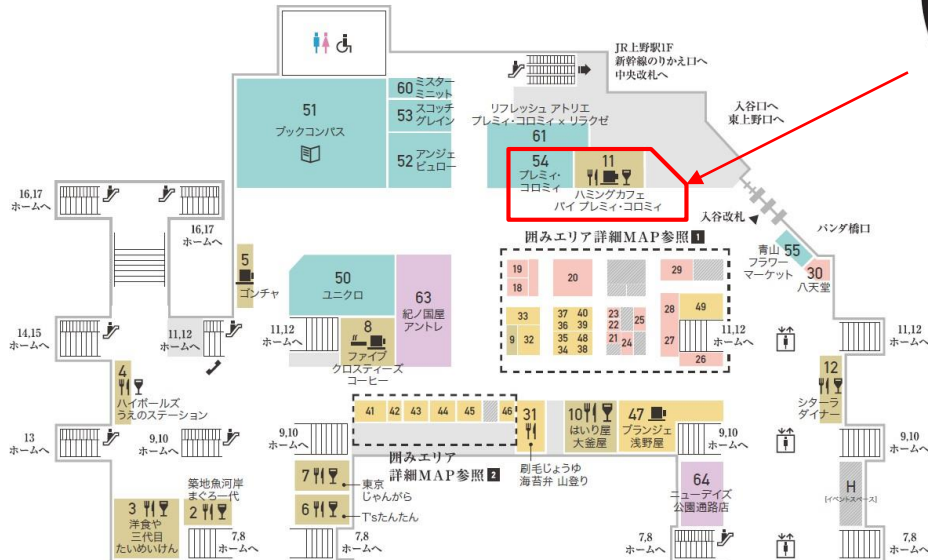 JR上野駅1F
新幹線のりかえ口へ
中央改札へ
入谷口へ
東上野口へ
51
ブックコンパス
60 ミスター
ミニット
53 スコッチ
グレイン
52 アンジェ
ビュロー
リフレッシュ アトリエ
プレミィ・コロミィ × リラクゼ
61
54
プレミィ・
コロミィ
11
ハミングカフェ
バイ プレミィ・コロミィ
入谷改札
パンダ橋口
16,17
ホームへ
16,17
ホームへ
5
ゴンチャ
50
ユニクロ
63
紀ノ国屋
アントレ
囲みエリア詳細MAP参照 1
19
18
20
29
33
9
32
37 40
36 39
35 48
34 38
23
22
21
24
25
28
27
49
26
青山
フラワー
マーケット
55
30
八天堂
14,15
ホームへ
11,12
ホームへ
11,12
ホームへ
8
ファイブ
クロスティーズ
コーヒー
11,12
ホームへ
11,12
ホームへ
4
ハイボールズ
うえのステーション
12
シターラ
ダイナー
13
ホームへ
9,10
ホームへ
9,10
ホームへ
41 42 43 44 45 46
囲みエリア
詳細MAP参照 2
31
刷毛じょうゆ
海苔弁 山登り
10
はいり屋
大釜屋
47
ブランジェ
浅野屋
9,10
ホームへ
9,10
ホームへ
3
洋食や
三代目
たいめいけん
築地魚河岸
まぐろ一代
2
7
東京
じゃんがら
6
T'sたんたん
64
ニューデイズ
公園通路店
H
[イベントスペース]
7,8
ホームへ
7,8
ホームへ
7,8
ホームへ
7,8
ホームへ